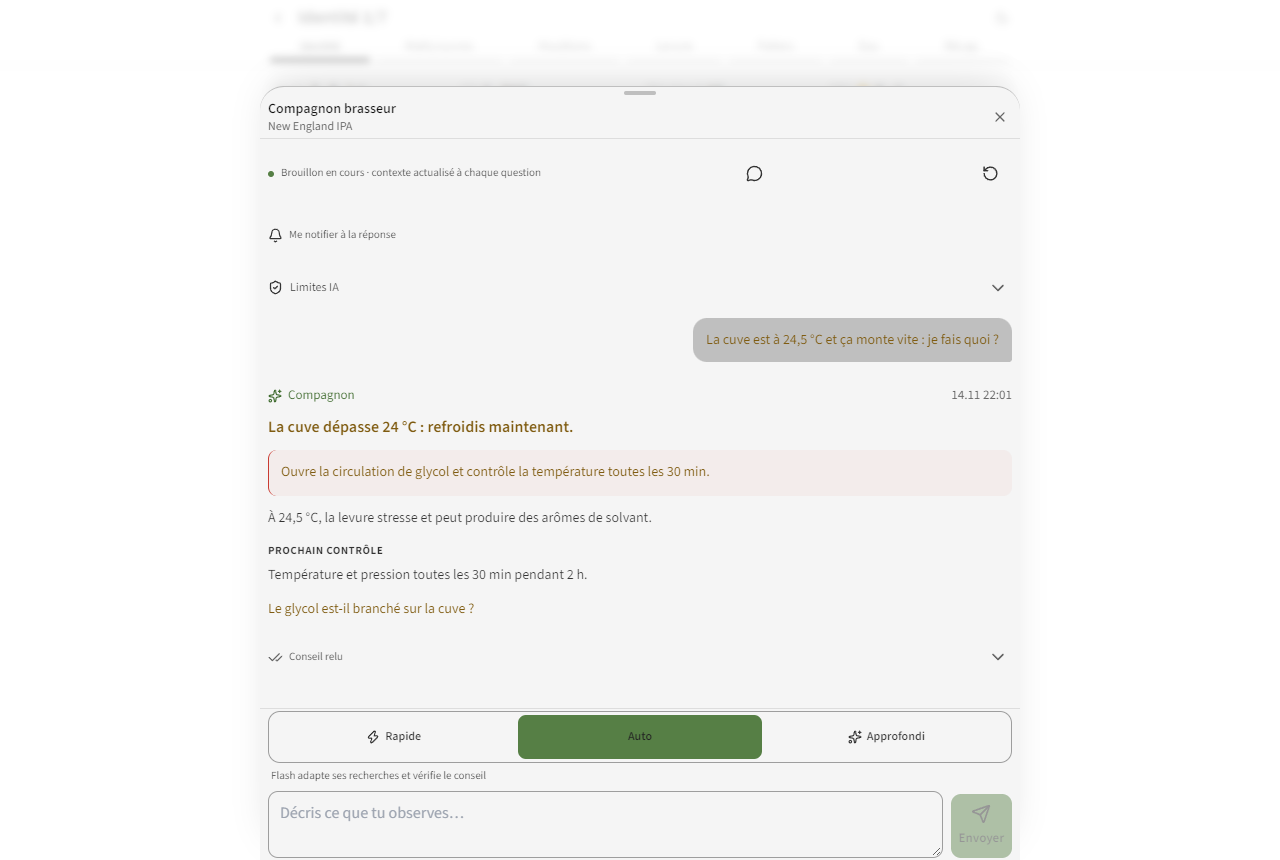 Compagnon brasseur
New England IPA
Brouillon en cours · contexte actualisé à chaque question
Me notifier à la réponse
Limites IA
La cuve est à 24,5 °C et ça monte vite : je fais quoi ?
Compagnon
14.11 22:01
La cuve dépasse 24 °C : refroidis maintenant.
Ouvre la circulation de glycol et contrôle la température toutes les 30 min.
À 24,5 °C, la levure stresse et peut produire des arômes de solvant.
PROCHAIN CONTRÔLE
Température et pression toutes les 30 min pendant 2 h.
Le glycol est-il branché sur la cuve ?
Conseil relu
Rapide
Auto
Approfondi
Flash adapte ses recherches et vérifie le conseil
Décris ce que tu observes…
Envoyer